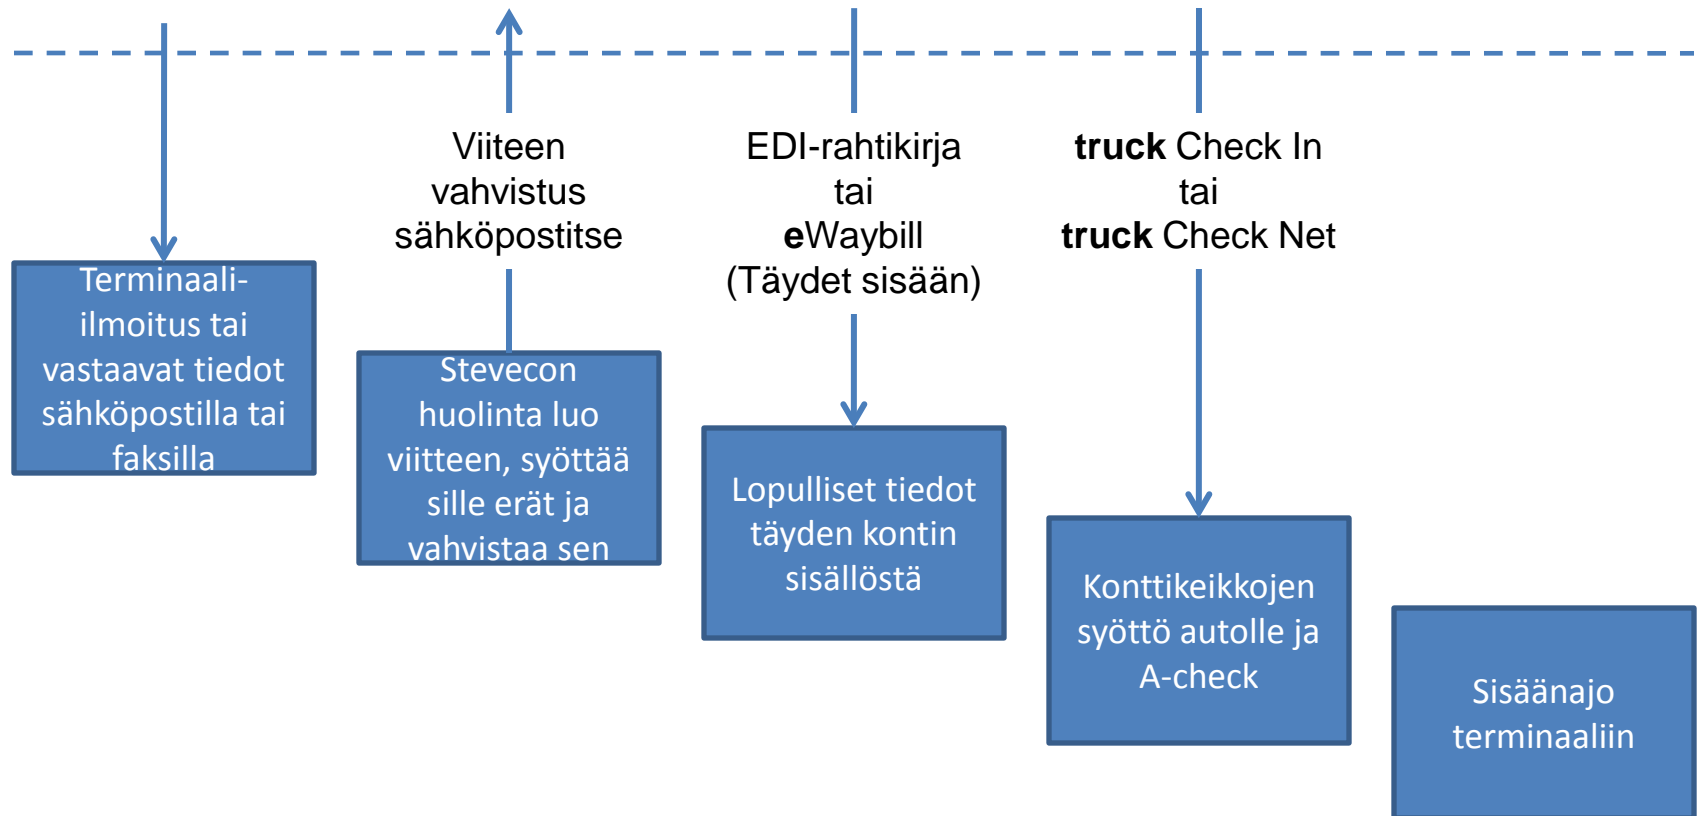 Viiteen
vahvistus
sähköpostitse
EDI-rahtikirja
tai
eWaybill
(Täydet sisään)
truck Check In
tai
truck Check Net
Terminaali-
ilmoitus tai
vastaavat tiedot
sähköpostilla tai
faksilla
Stevecon
huolinta luo
viitteen, syöttää
sille erät ja
vahvistaa sen
Lopulliset tiedot
täyden kontin
sisällöstä
Konttikeikkojen
syöttö autolle ja
A-check
Sisäänajo
terminaaliin